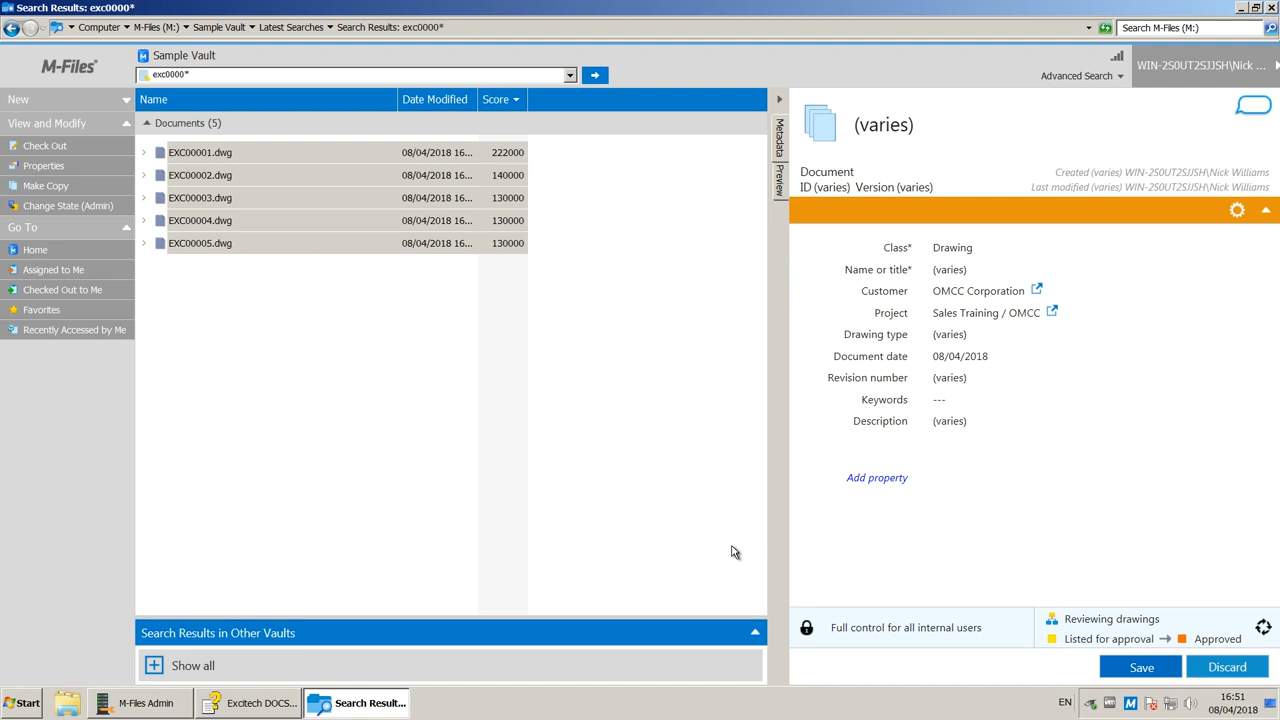 Search Results: exc0000*
Computer M-Files (M:) Sample Vault Latest Searches Search Results: exc0000*
Search M-Files (M:)
M-Files
Sample Vault
exc0000*
Advanced Search
WIN-2S0UT2SJJSH\Nick ...
New
View and Modify
Check Out
Properties
Make Copy
Change State (Admin)
Go To
Home
Assigned to Me
Checked Out to Me
Favorites
Recently Accessed by Me
Name Date Modified Score
Documents (5)
EXC00001.dwg 08/04/2018 16... 222000
EXC00002.dwg 08/04/2018 16... 140000
EXC00003.dwg 08/04/2018 16... 130000
EXC00004.dwg 08/04/2018 16... 130000
EXC00005.dwg 08/04/2018 16... 130000
Search Results in Other Vaults
Show all
Metadata
Preview
(varies)
Document
ID (varies) Version (varies)
Created (varies) WIN-2S0UT2SJJSH\Nick Williams
Last modified (varies) WIN-2S0UT2SJJSH\Nick Williams
Class* Drawing
Name or title* (varies)
Customer OMCC Corporation
Project Sales Training / OMCC
Drawing type (varies)
Document date 08/04/2018
Revision number (varies)
Keywords ---
Description (varies)
Add property
Full control for all internal users
Reviewing drawings
Listed for approval Approved
Save Discard
Start
M-Files Admin
Excitech DOCS...
Search Result...
EN
16:51
08/04/2018